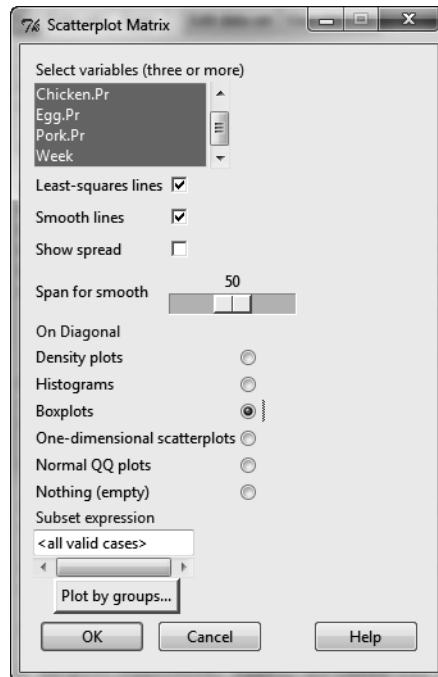 Scatterplot Matrix
Select variables (three or more)
Chicken.Pr
Egg.Pr
Pork.Pr
Week
Least-squares lines
Smooth lines
Show spread
50
Span for smooth
On Diagonal
Density plots
Histograms
Boxplots
One-dimensional scatterplots
Normal QQ plots
Nothing (empty)
Subset expression
<all valid cases>
Plot by groups...
OK Cancel Help